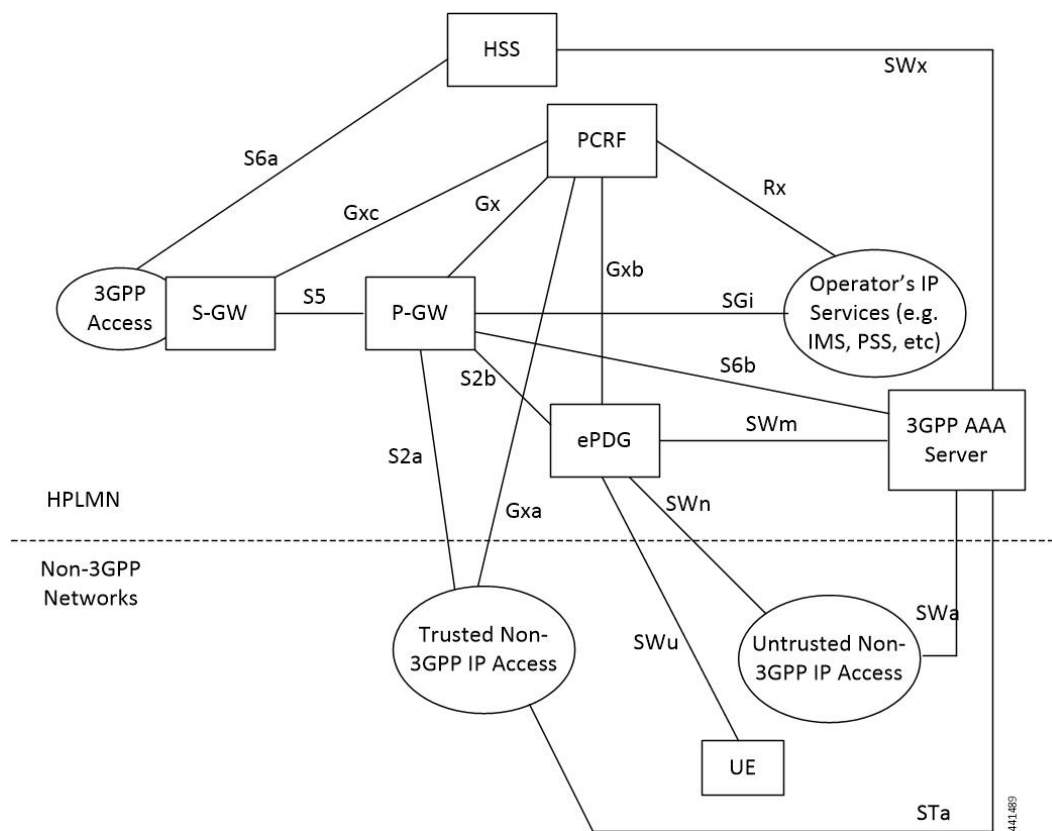 HSS
SWx
PCRF
S6a
Rx
Gxc
Gx
Gxb
3GPP
Access
S-GW
S5
P-GW
SGi
Operator’s IP
Services (e.g.
IMS, PSS, etc)
S6b
S2b
ePDG
SWm
3GPP AAA
Server
S2a
HPLMN
Gxa
SWn
Non-3GPP
Networks
Trusted Non-
3GPP IP Access
SWu
Untrusted Non-
3GPP IP Access
SWa
UE
STa
441489